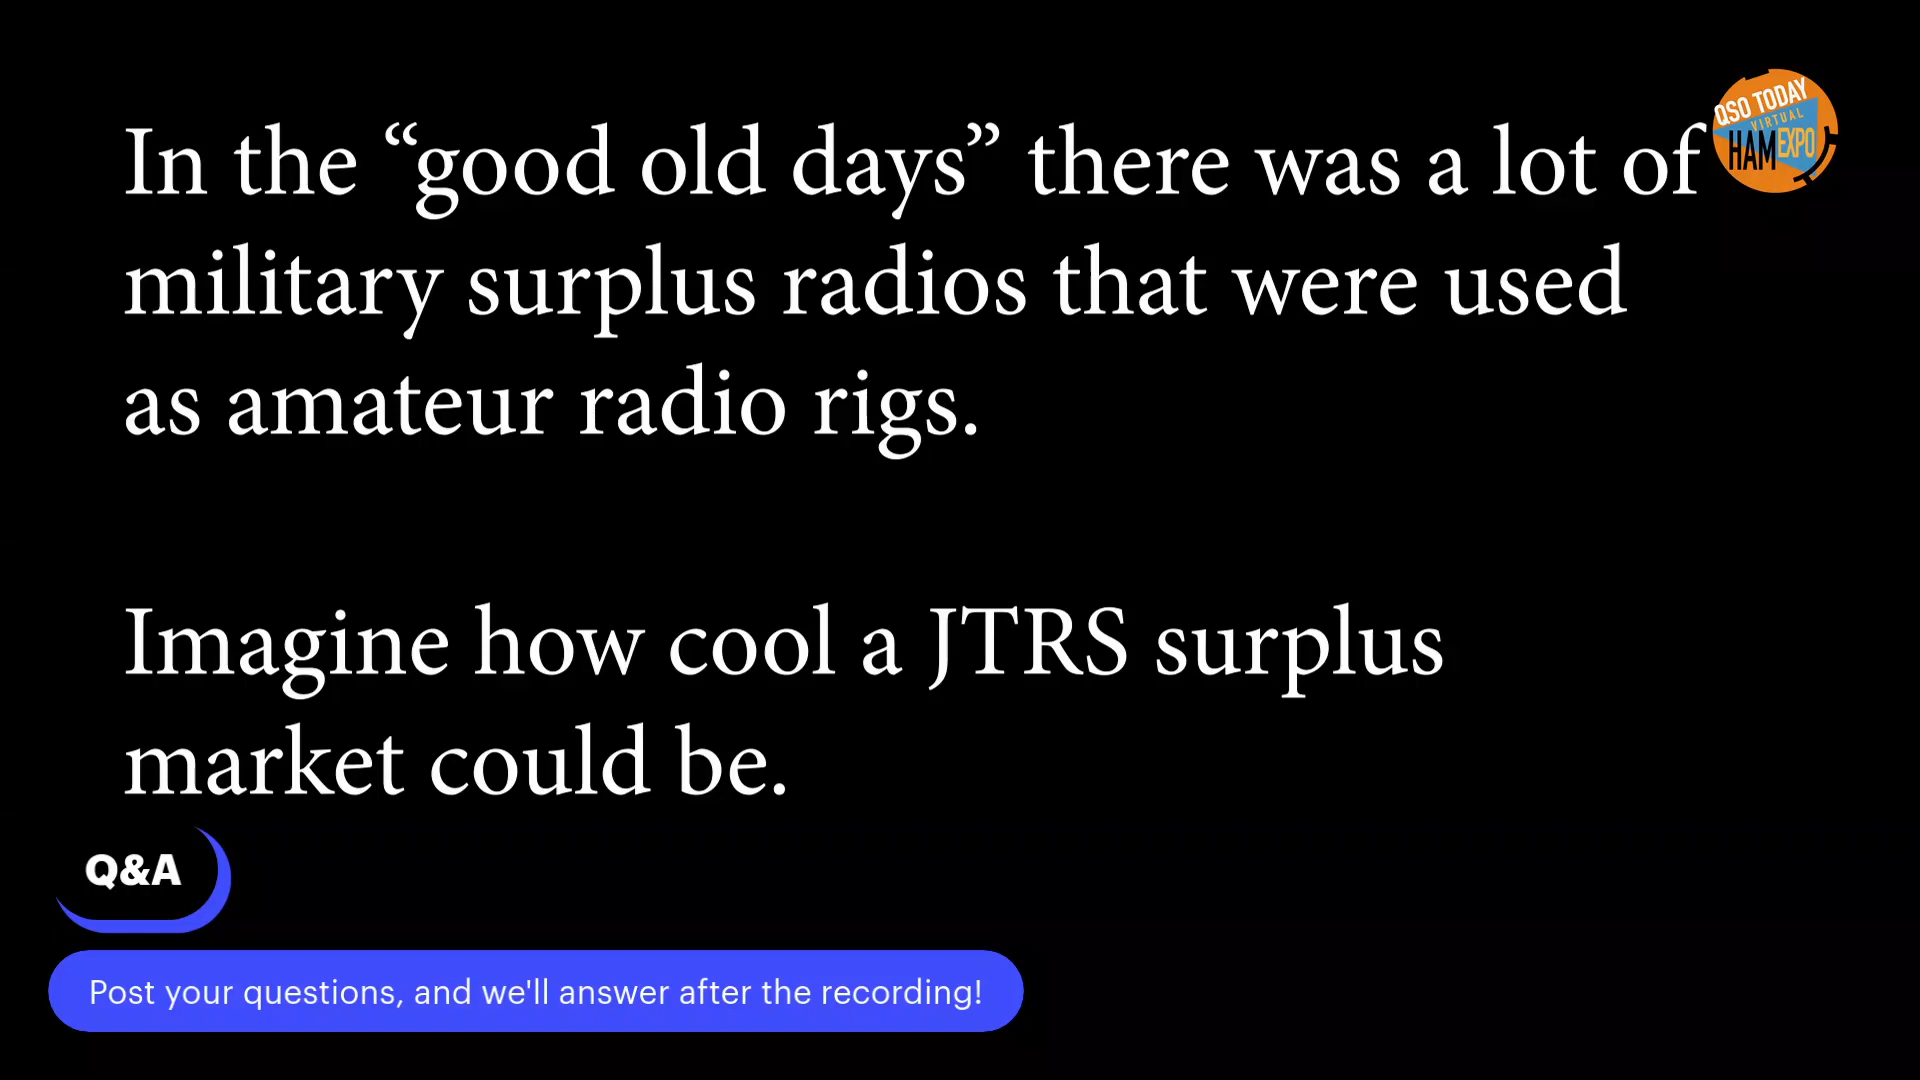 In the “good old days” there was a lot of
military surplus radios that were used
as amateur radio rigs.
Imagine how cool a JTRS surplus
market could be.
QSO TODAY
VIRTUAL
HAM EXPO
Q&A
Post your questions, and we'll answer after the recording!